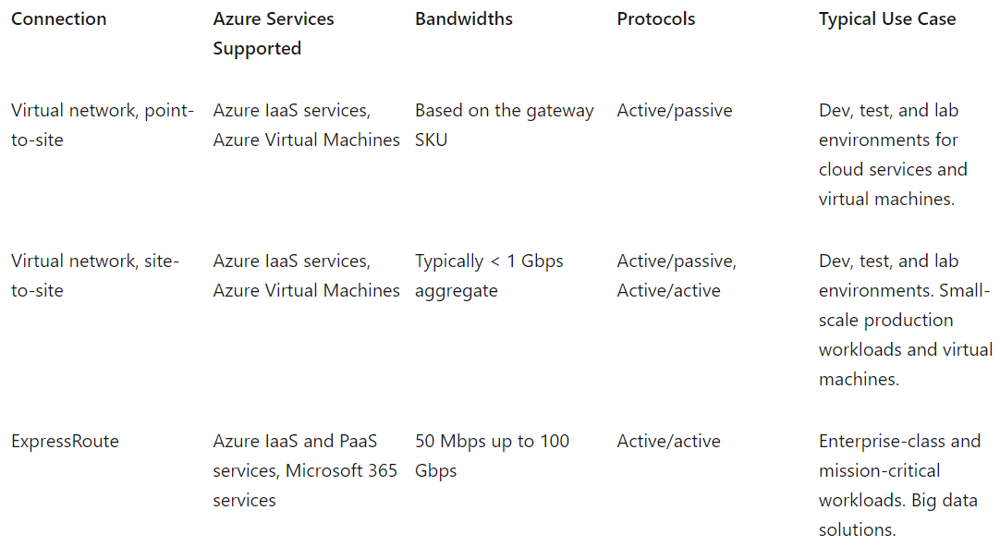 Connection
Azure Services
Supported
Bandwidths
Protocols
Typical Use Case
Virtual network, point-
to-site
Azure IaaS services,
Azure Virtual Machines
Based on the gateway
SKU
Active/passive
Dev, test, and lab
environments for
cloud services and
virtual machines.
Virtual network, site-
to-site
Azure IaaS services,
Azure Virtual Machines
Typically < 1 Gbps
aggregate
Active/passive,
Active/active
Dev, test, and lab
environments. Small-
scale production
workloads and virtual
machines.
ExpressRoute
Azure IaaS and PaaS
services, Microsoft 365
services
50 Mbps up to 100
Gbps
Active/active
Enterprise-class and
mission-critical
workloads. Big data
solutions.